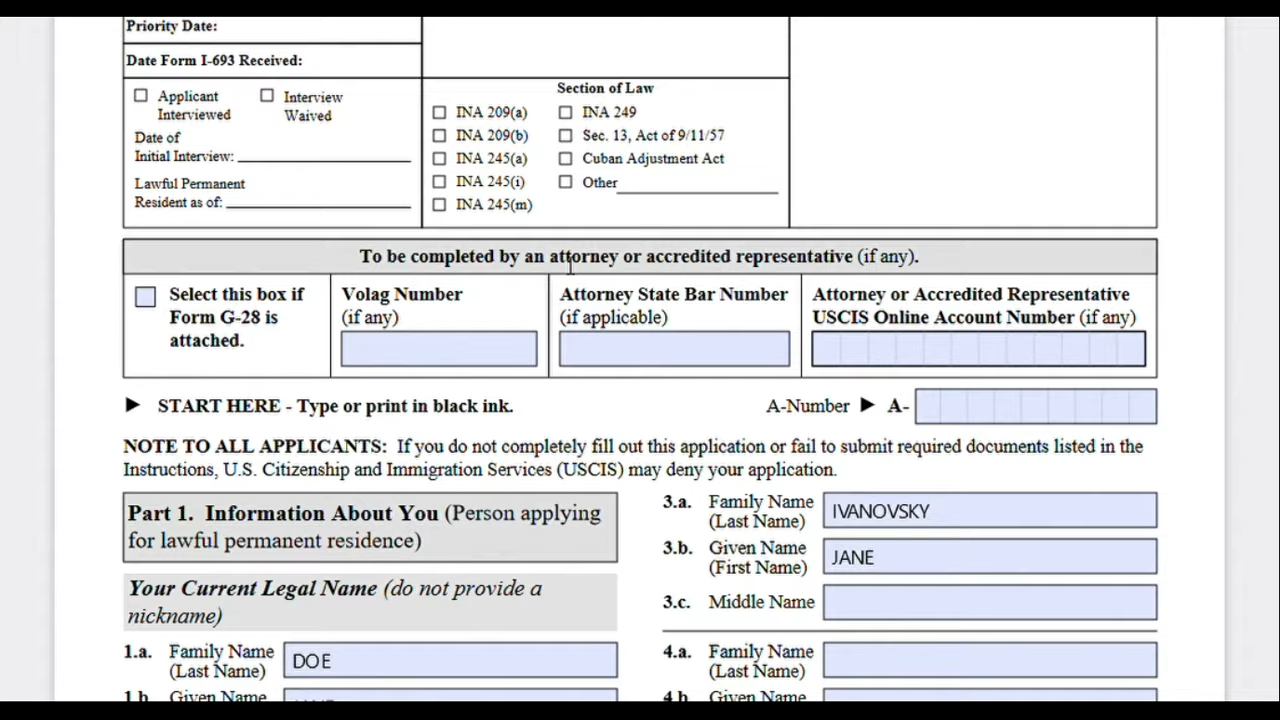 Priority Date:
Date Form I-693 Received:
Applicant Interviewed
Interview Waived
Date of
Initial Interview:
Lawful Permanent
Resident as of:
Section of Law
INA 209(a)
INA 209(b)
INA 245(a)
INA 245(i)
INA 245(m)
INA 249
Sec. 13, Act of 9/11/57
Cuban Adjustment Act
Other
To be completed by an attorney or accredited representative (if any).
Select this box if
Form G-28 is
attached.
Volag Number
(if any)
Attorney State Bar Number
(if applicable)
Attorney or Accredited Representative
USCIS Online Account Number (if any)
► START HERE - Type or print in black ink.
A-Number ► A-
NOTE TO ALL APPLICANTS: If you do not completely fill out this application or fail to submit required documents listed in the
Instructions, U.S. Citizenship and Immigration Services (USCIS) may deny your application.
Part 1. Information About You (Person applying
for lawful permanent residence)
Your Current Legal Name (do not provide a
nickname)
1.a. Family Name
(Last Name)
DOE
1.b. Given Name
3.a. Family Name
(Last Name)
IVANOVSKY
3.b. Given Name
(First Name)
JANE
3.c. Middle Name
4.a. Family Name
(Last Name)
4.b. Given Name